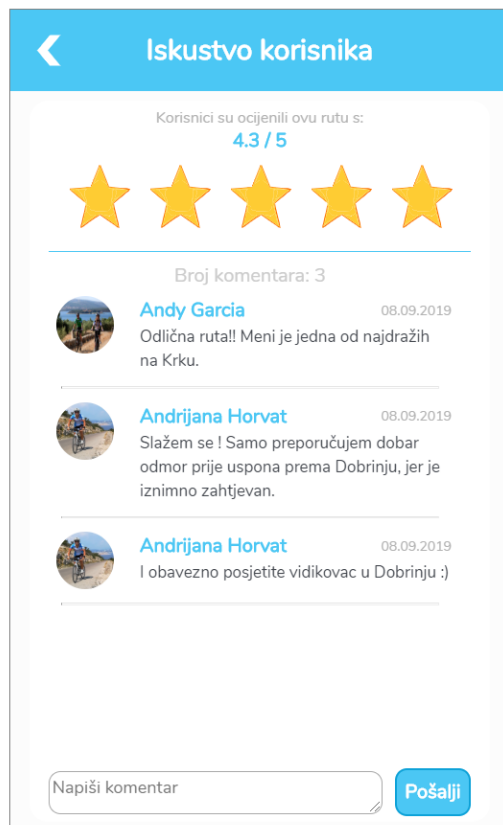 Iskustvo korisnika
Korisnici su ocijenili ovu rutu s:
4.3 / 5
Broj komentara: 3
Andy Garcia 08.09.2019
Odlična ruta!! Meni je jedna od najdražih
na Krku.
Andrijana Horvat 08.09.2019
Slažem se ! Samo preporučujem dobar
odmor prije uspona prema Dobrinju, jer je
iznimno zahtjevan.
Andrijana Horvat 08.09.2019
I obavezno posjetite vidikovac u Dobrinju :)
Napiši komentar
Pošalji